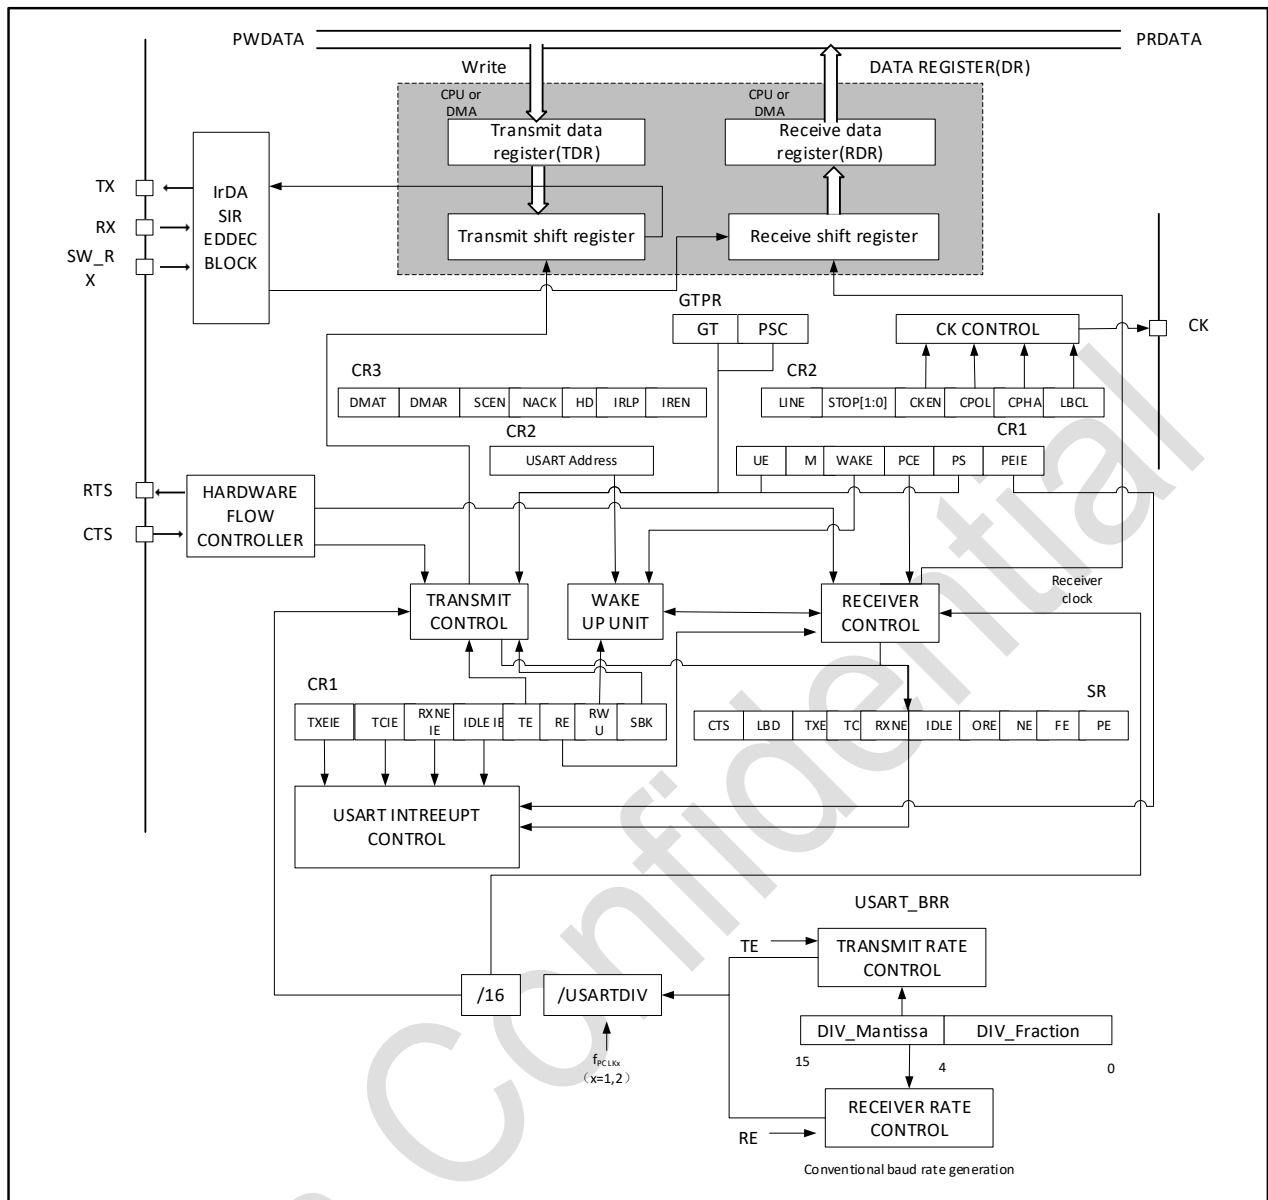 PWDATA
PRDATA
Write
DATA REGISTER(DR)
CPU or
DMA
CPU or
DMA
Transmit data
register(TDR)
Receive data
register(RDR)
TX
RX
SW_R
X
IrDA
SIR
EDDEC
BLOCK
Transmit shift register
Receive shift register
GTPR
GT
PSC
CK CONTROL
CK
CR3
DMAT
DMAR
SCEN
NACK
HD
IRLP
IREN
CR2
LINE
STOP[1:0]
CKEN
CPOL
CPHA
LBCL
CR2
USART Address
CR1
UE
M
WAKE
PCE
PS
PEIE
RTS
CTS
HARDWARE
FLOW
CONTROLLER
TRANSMIT
CONTROL
WAKE
UP UNIT
RECEIVER
CONTROL
Receiver
clock
CR1
TXEIE
TCIE
RXNE
IE
IDLE IE
TE
RE
RW
U
SBK
SR
CTS
LBD
TXE
TC
RXNE
IDLE
ORE
NE
FE
PE
USART INTREEUPT
CONTROL
USART_BRR
TE
TRANSMIT RATE
CONTROL
/16
/USARTDIV
fPCLKx
（x=1,2）
DIV_Mantissa
DIV_Fraction
15
4
0
RECEIVER RATE
CONTROL
RE
Conventional baud rate generation
Confidential